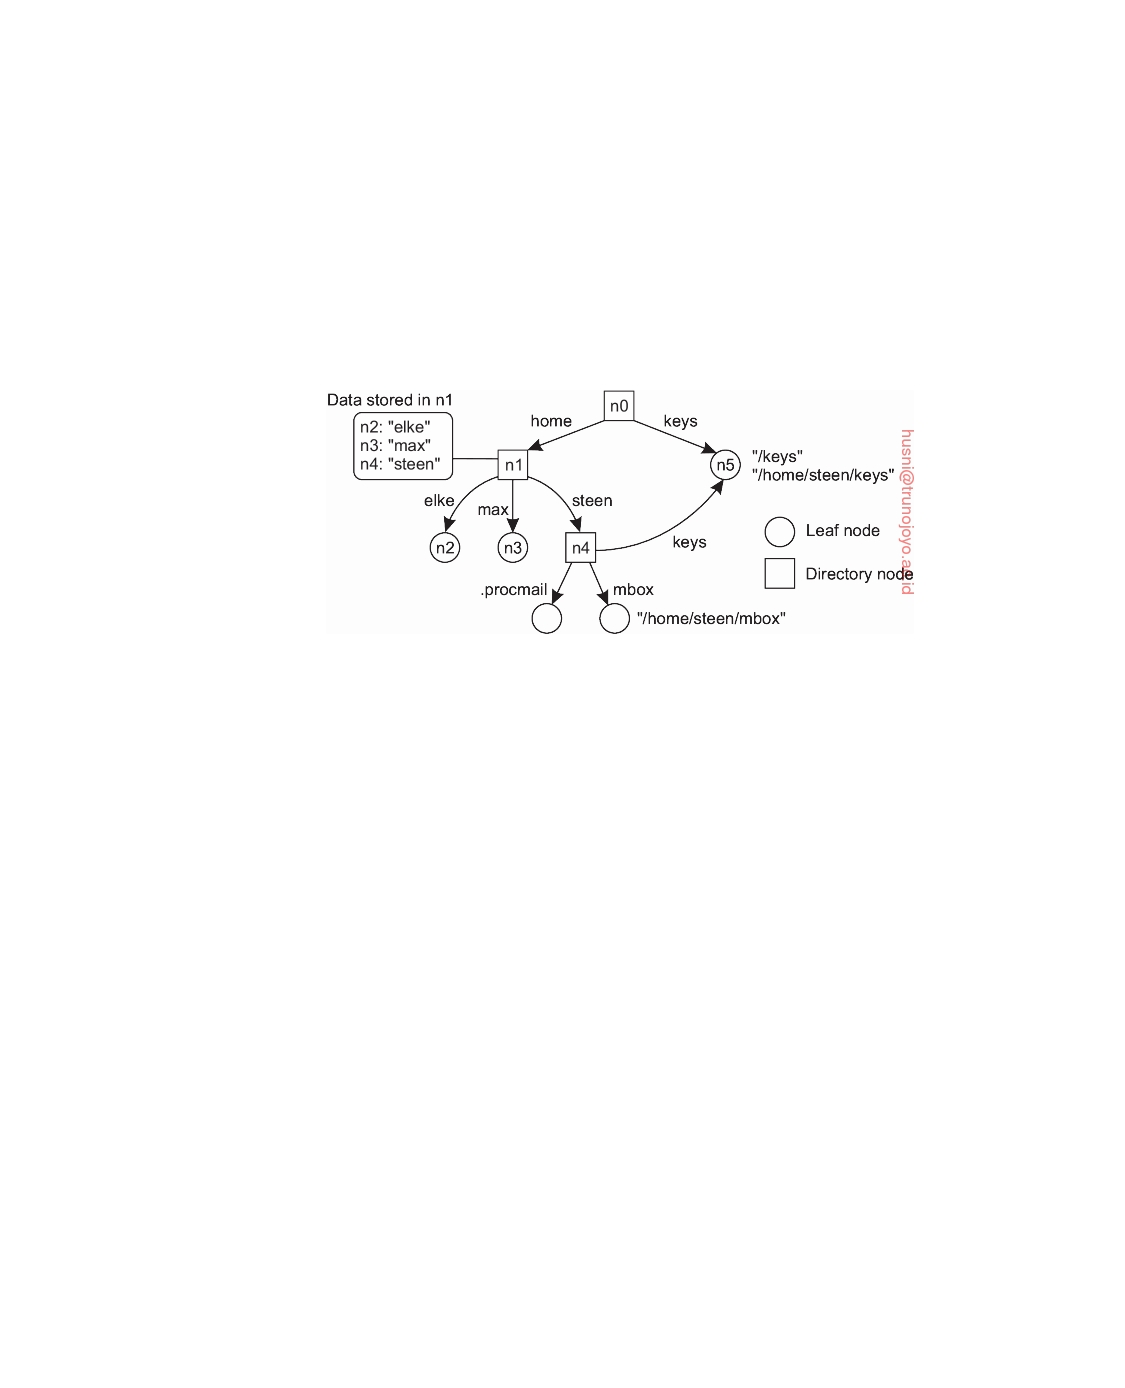 Data stored in n1
n2: "elke"
n3: "max"
n4: "steen"
n0
home
keys
n1
n5
"/keys"
"/home/steen/keys"
elke
max
steen
n2
n3
n4
keys
Leaf node
Directory node
.procmail
mbox
"/home/steen/mbox"
husni@trunojoyo.ac.id